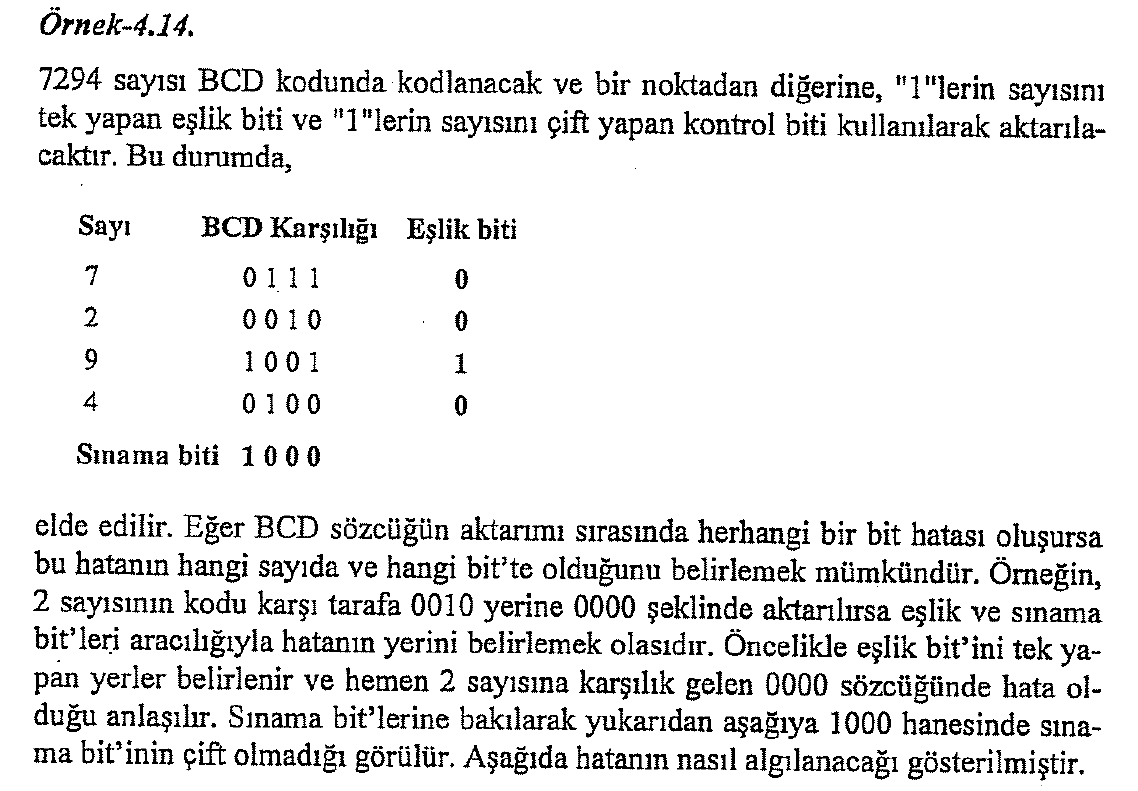 Örnek-4.14.
7294 sayısı BCD kodunda kodlanacak ve bir noktadan diğerine, "1"lerin sayısını
tek yapan eşlik biti ve "1"lerin sayısını çift yapan kontrol biti kullanılarak aktarıla-
caktır. Bu durumda,
Sayı BCD Karşılığı Eşlik biti
7 0 1 1 1 0
2 0 0 1 0 0
9 1 0 0 1 1
4 0 1 0 0 0
Sınama biti 1 0 0 0
elde edilir. Eğer BCD sözcüğün aktarımı sırasında herhangi bir bit hatası oluşursa
bu hatanın hangi sayıda ve hangi bit'te olduğunu belirlemek mümkündür. Örneğin,
2 sayısının kodu karşı tarafa 0010 yerine 0000 şeklinde aktarılırsa eşlik ve sınama
bit'leri aracılığıyla hatanın yerini belirlemek olasıdır. Öncelikle eşlik bit'ini tek ya-
pan yerler belirlenir ve hemen 2 sayısına karşılık gelen 0000 sözcüğünde hata ol-
duğu anlaşılır. Sınama bit'lerine bakılarak yukarıdan aşağıya 1000 hanesinde sına-
ma bit'inin çift olmadığı görülür. Aşağıda hatanın nasıl algılanacağı gösterilmiştir.